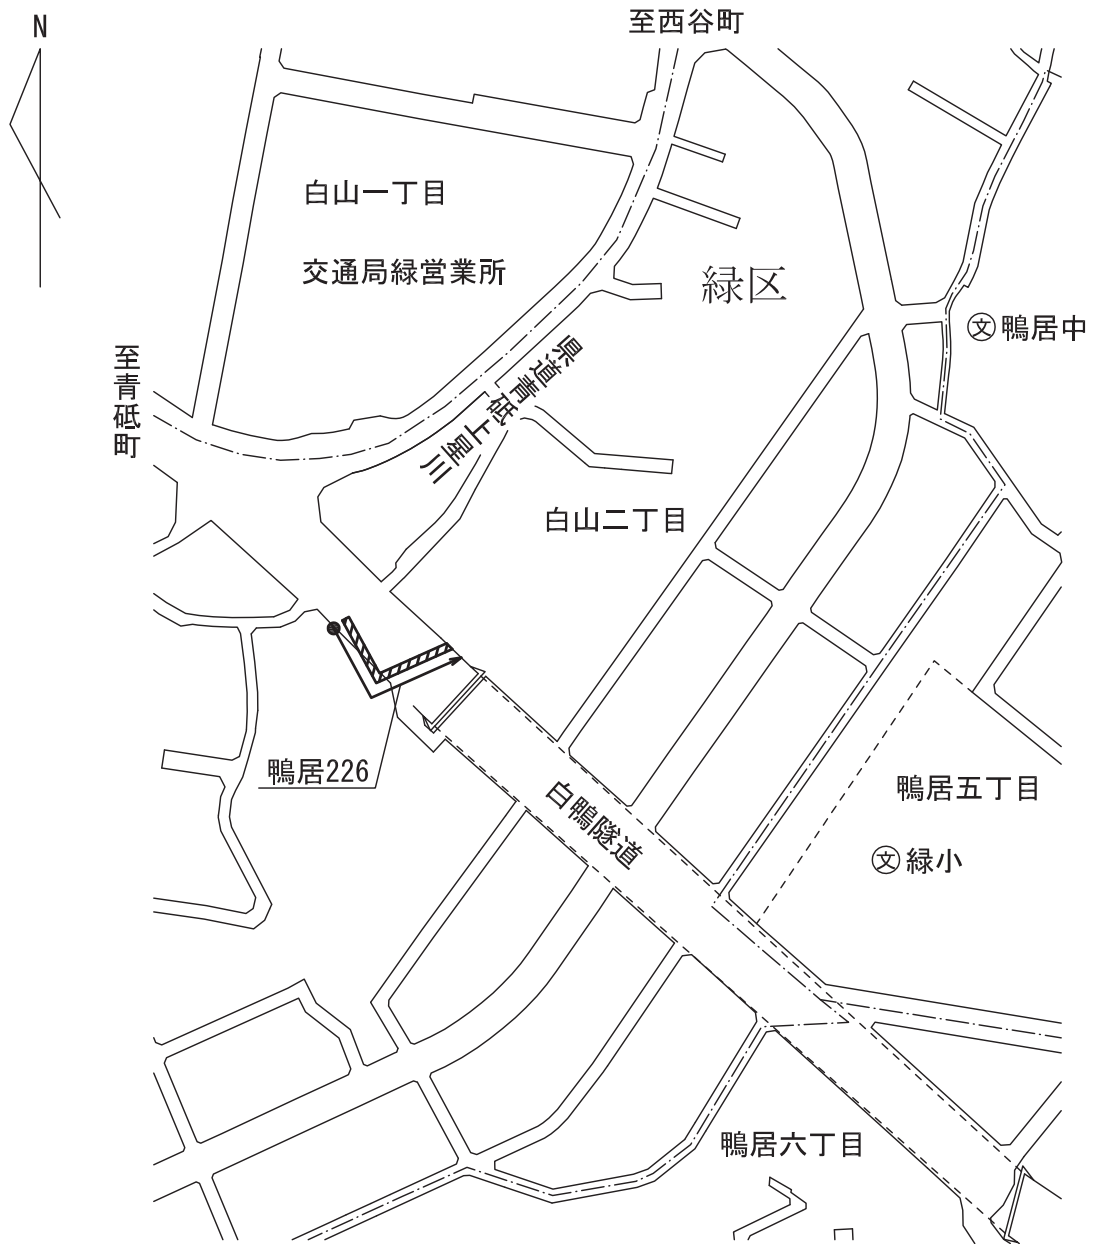 N
至西谷町
白山一丁目
交通局緑営業所
緑区
文鴨居中
至青砥町
県道青砥上星川
白山二丁目
鴨居226
白鴨隧道
鴨居五丁目
文緑小
鴨居六丁目